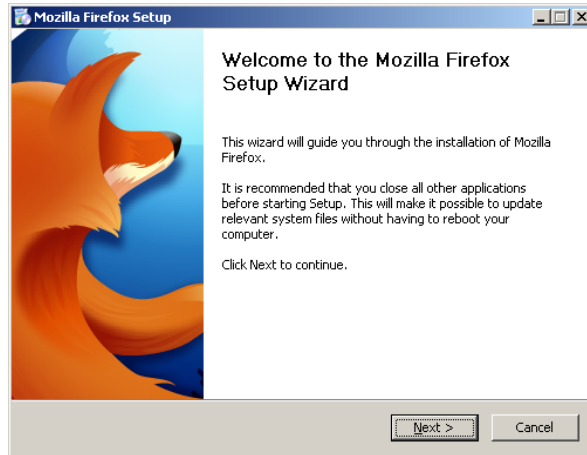 Mozilla Firefox Setup
Welcome to the Mozilla Firefox
Setup Wizard
This wizard will guide you through the installation of Mozilla
Firefox.
It is recommended that you close all other applications
before starting Setup. This will make it possible to update
relevant system files without having to reboot your
computer.
Click Next to continue.
Next >
Cancel